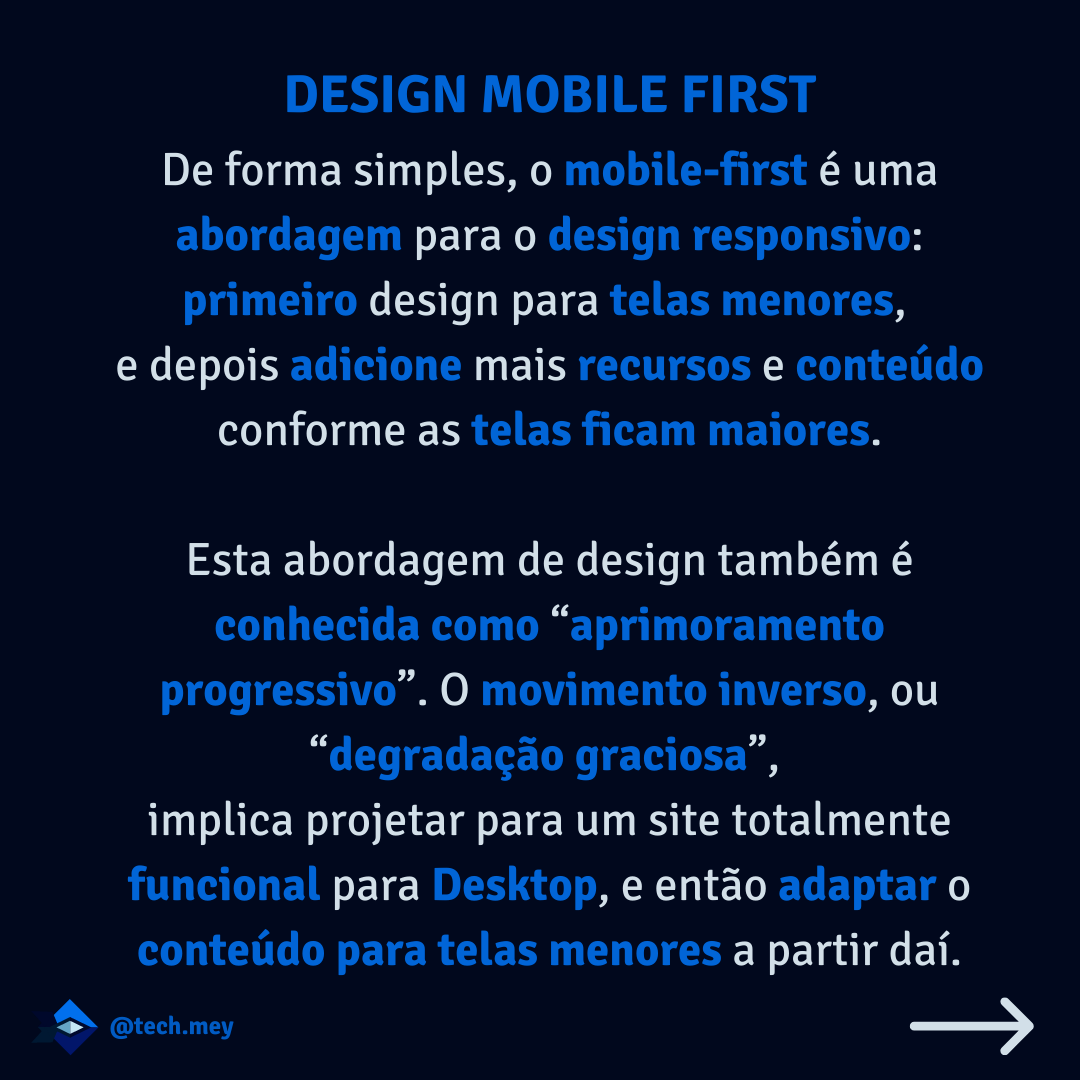 DESIGN MOBILE FIRST
De forma simples, o mobile-first é uma
abordagem para o design responsivo:
primeiro design para telas menores,
e depois adicione mais recursos e conteúdo
conforme as telas ficam maiores.
Esta abordagem de design também é
conhecida como “aprimoramento
progressivo”. O movimento inverso, ou
“degradação graciosa”,
implica projetar para um site totalmente
funcional para Desktop, e então adaptar o
conteúdo para telas menores a partir daí.
@tech.mey